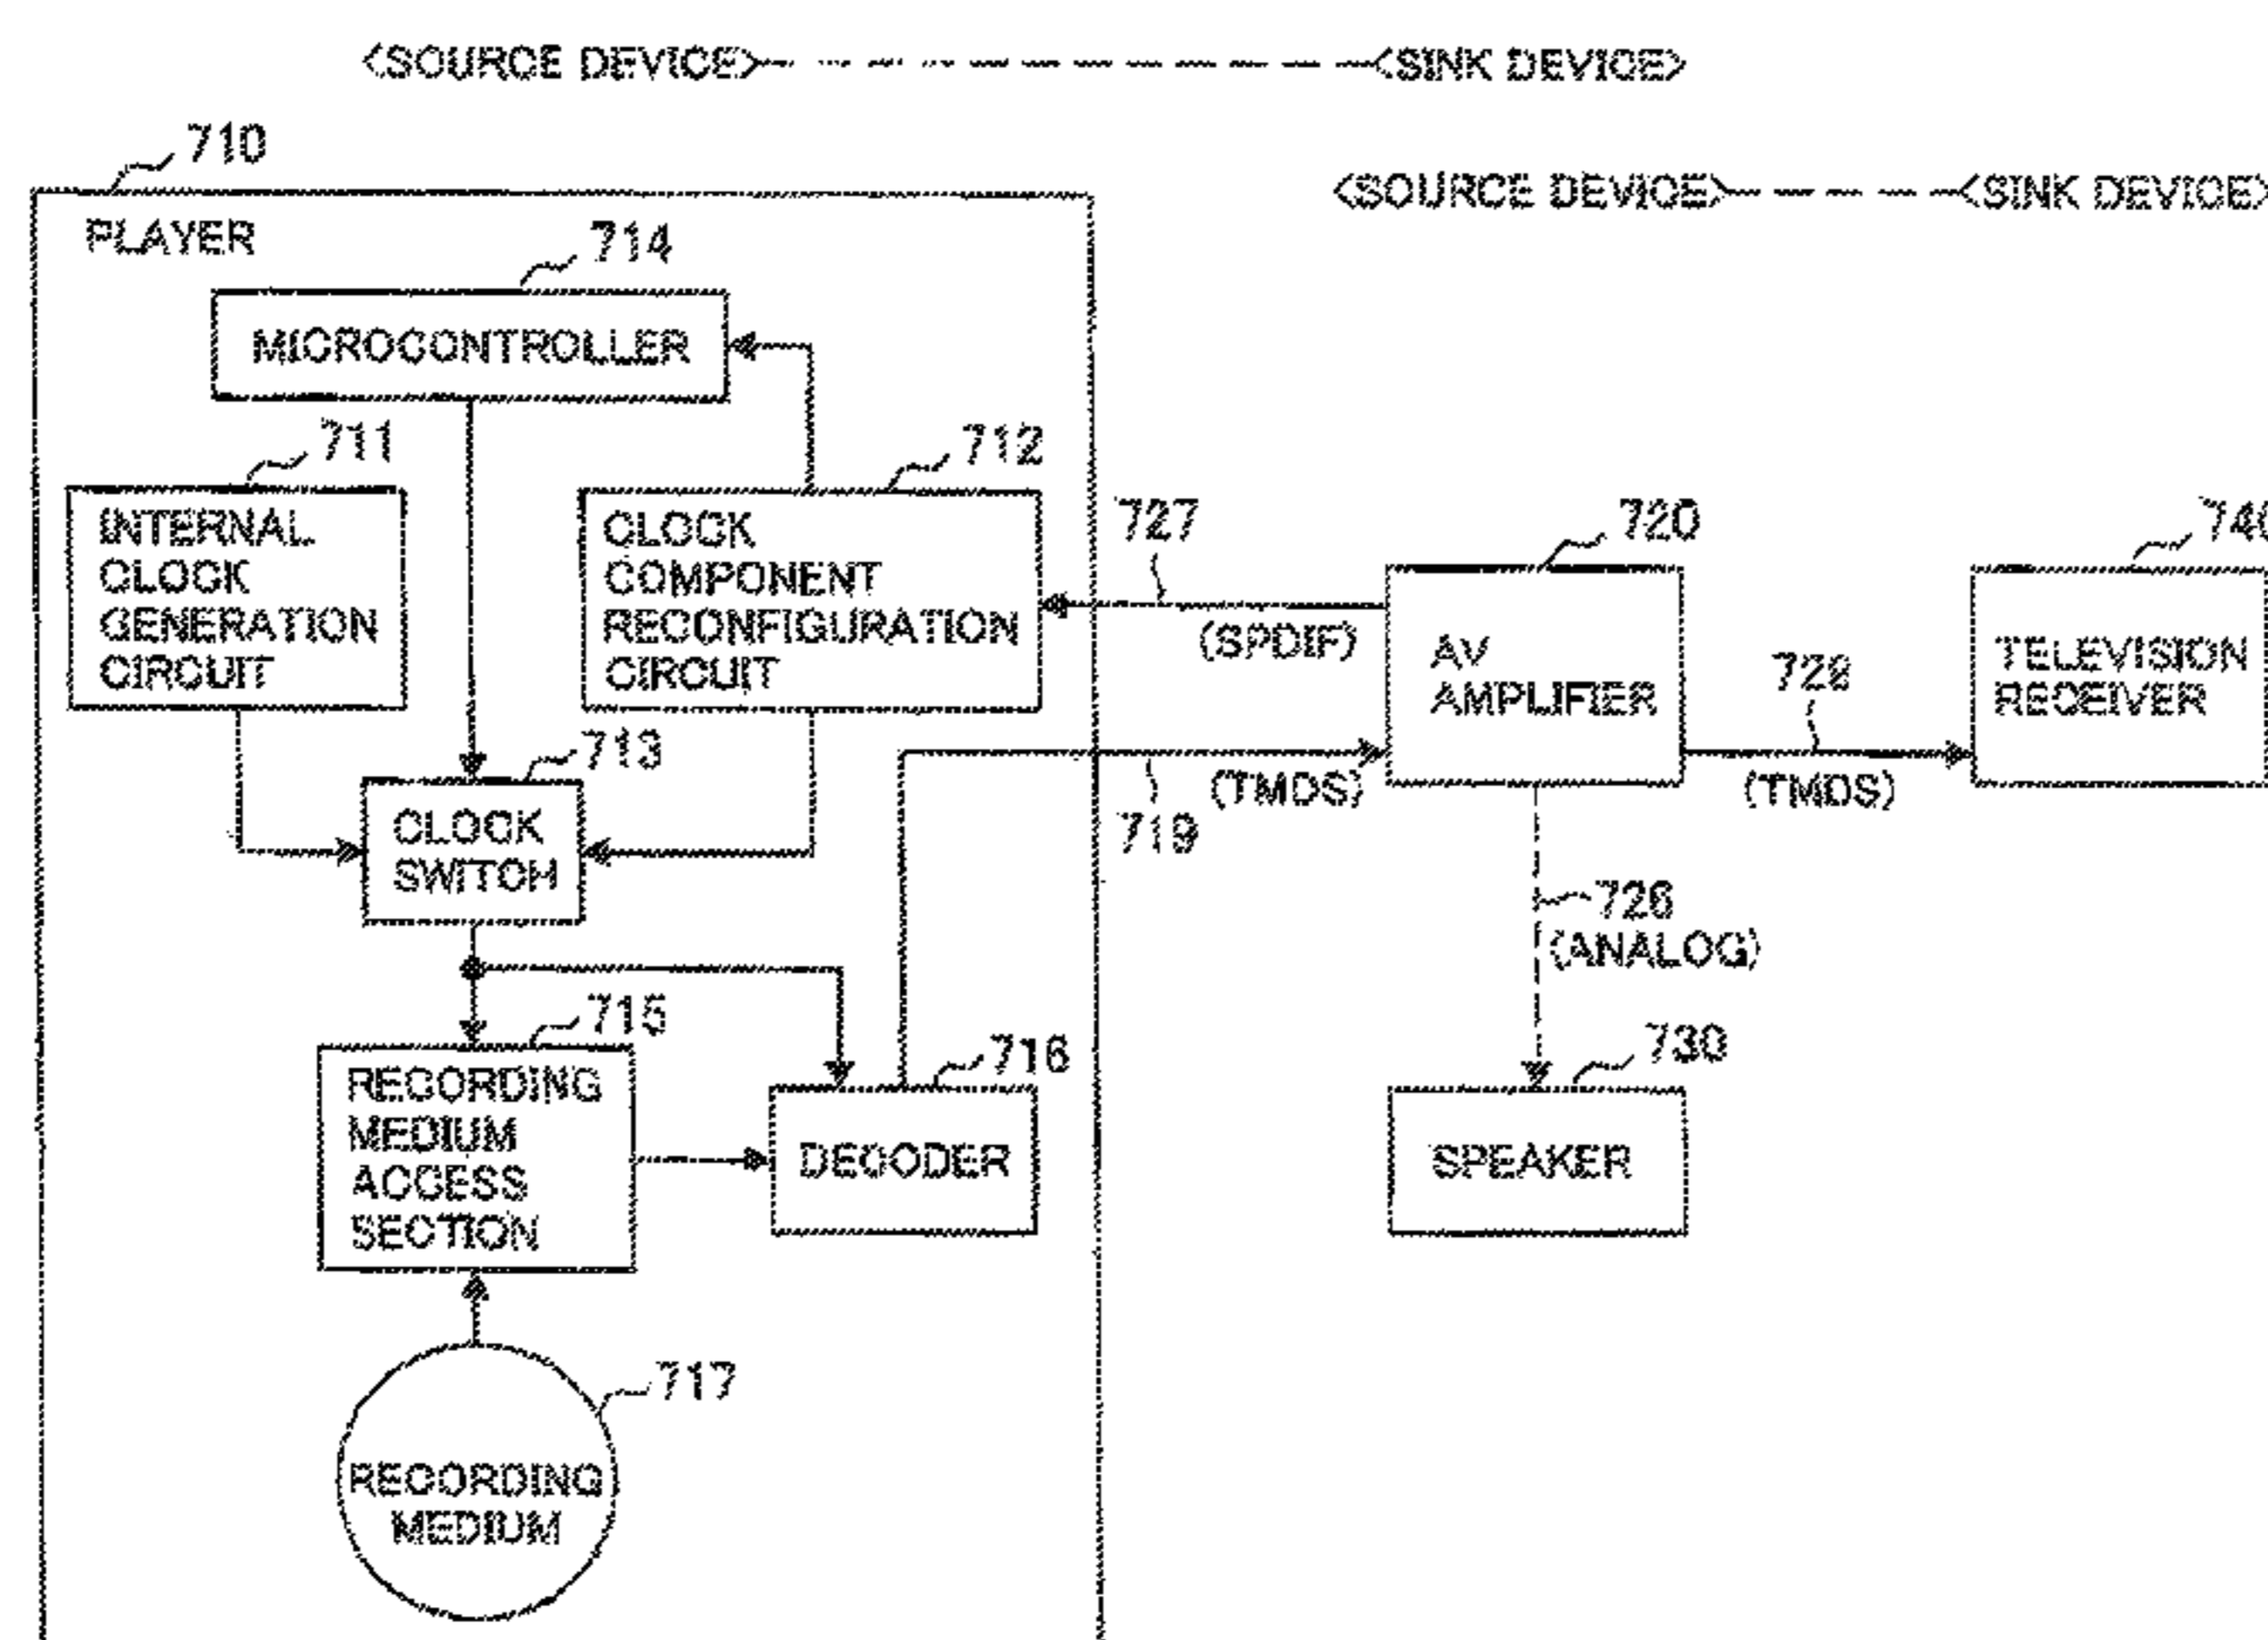 <SOURCE DEVICE> <SINK DEVICE>
710
<SOURCE DEVICE> <SINK DEVICE>
PLAYER
714
MICROCONTROLLER
711
712
INTERNAL
CLOCK
GENERATION
CIRCUIT
CLOCK
COMPONENT
RECONFIGURATION
CIRCUIT
727
(SPDIF)
720
AV
AMPLIFIER
740
TELEVISION
RECEIVER
(TMDS)
713
CLOCK
SWITCH
(TMDS)
719
726
(ANALOG)
715
RECORDING
MEDIUM
ACCESS
SECTION
716
DECODER
730
SPEAKER
717
RECORDING
MEDIUM